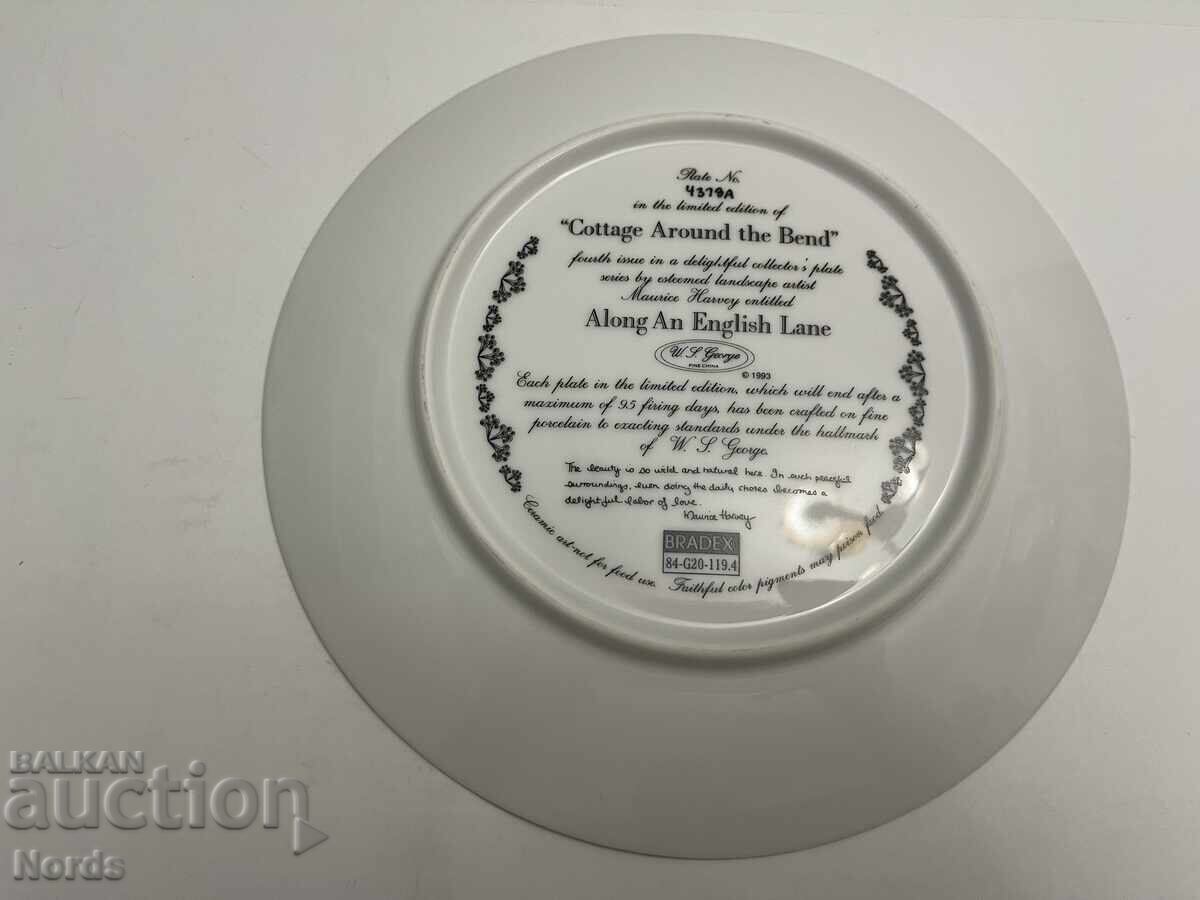 Plate No.
4378A
in the limited edition of
"Cottage Around the Bend"
fourth issue in a delightful collector's plate
series by esteemed landscape artist
Maurice Harvey entitled
Along An English Lane
W. S. George
FINE CHINA
© 1993
Each plate in the limited edition, which will end after a
maximum of 95 firing days, has been crafted on fine
porcelain to exacting standards under the hallmark
of W. S. George.
The beauty is so wild and natural here. In such peaceful
surroundings, even doing the daily chores becomes a
delightful labor of love.
Maurice Harvey
BRADEX
84-G20-119.4
Ceramic art-not for food use. Faithful color pigments may poison food.
BALKAN
auction
Nords